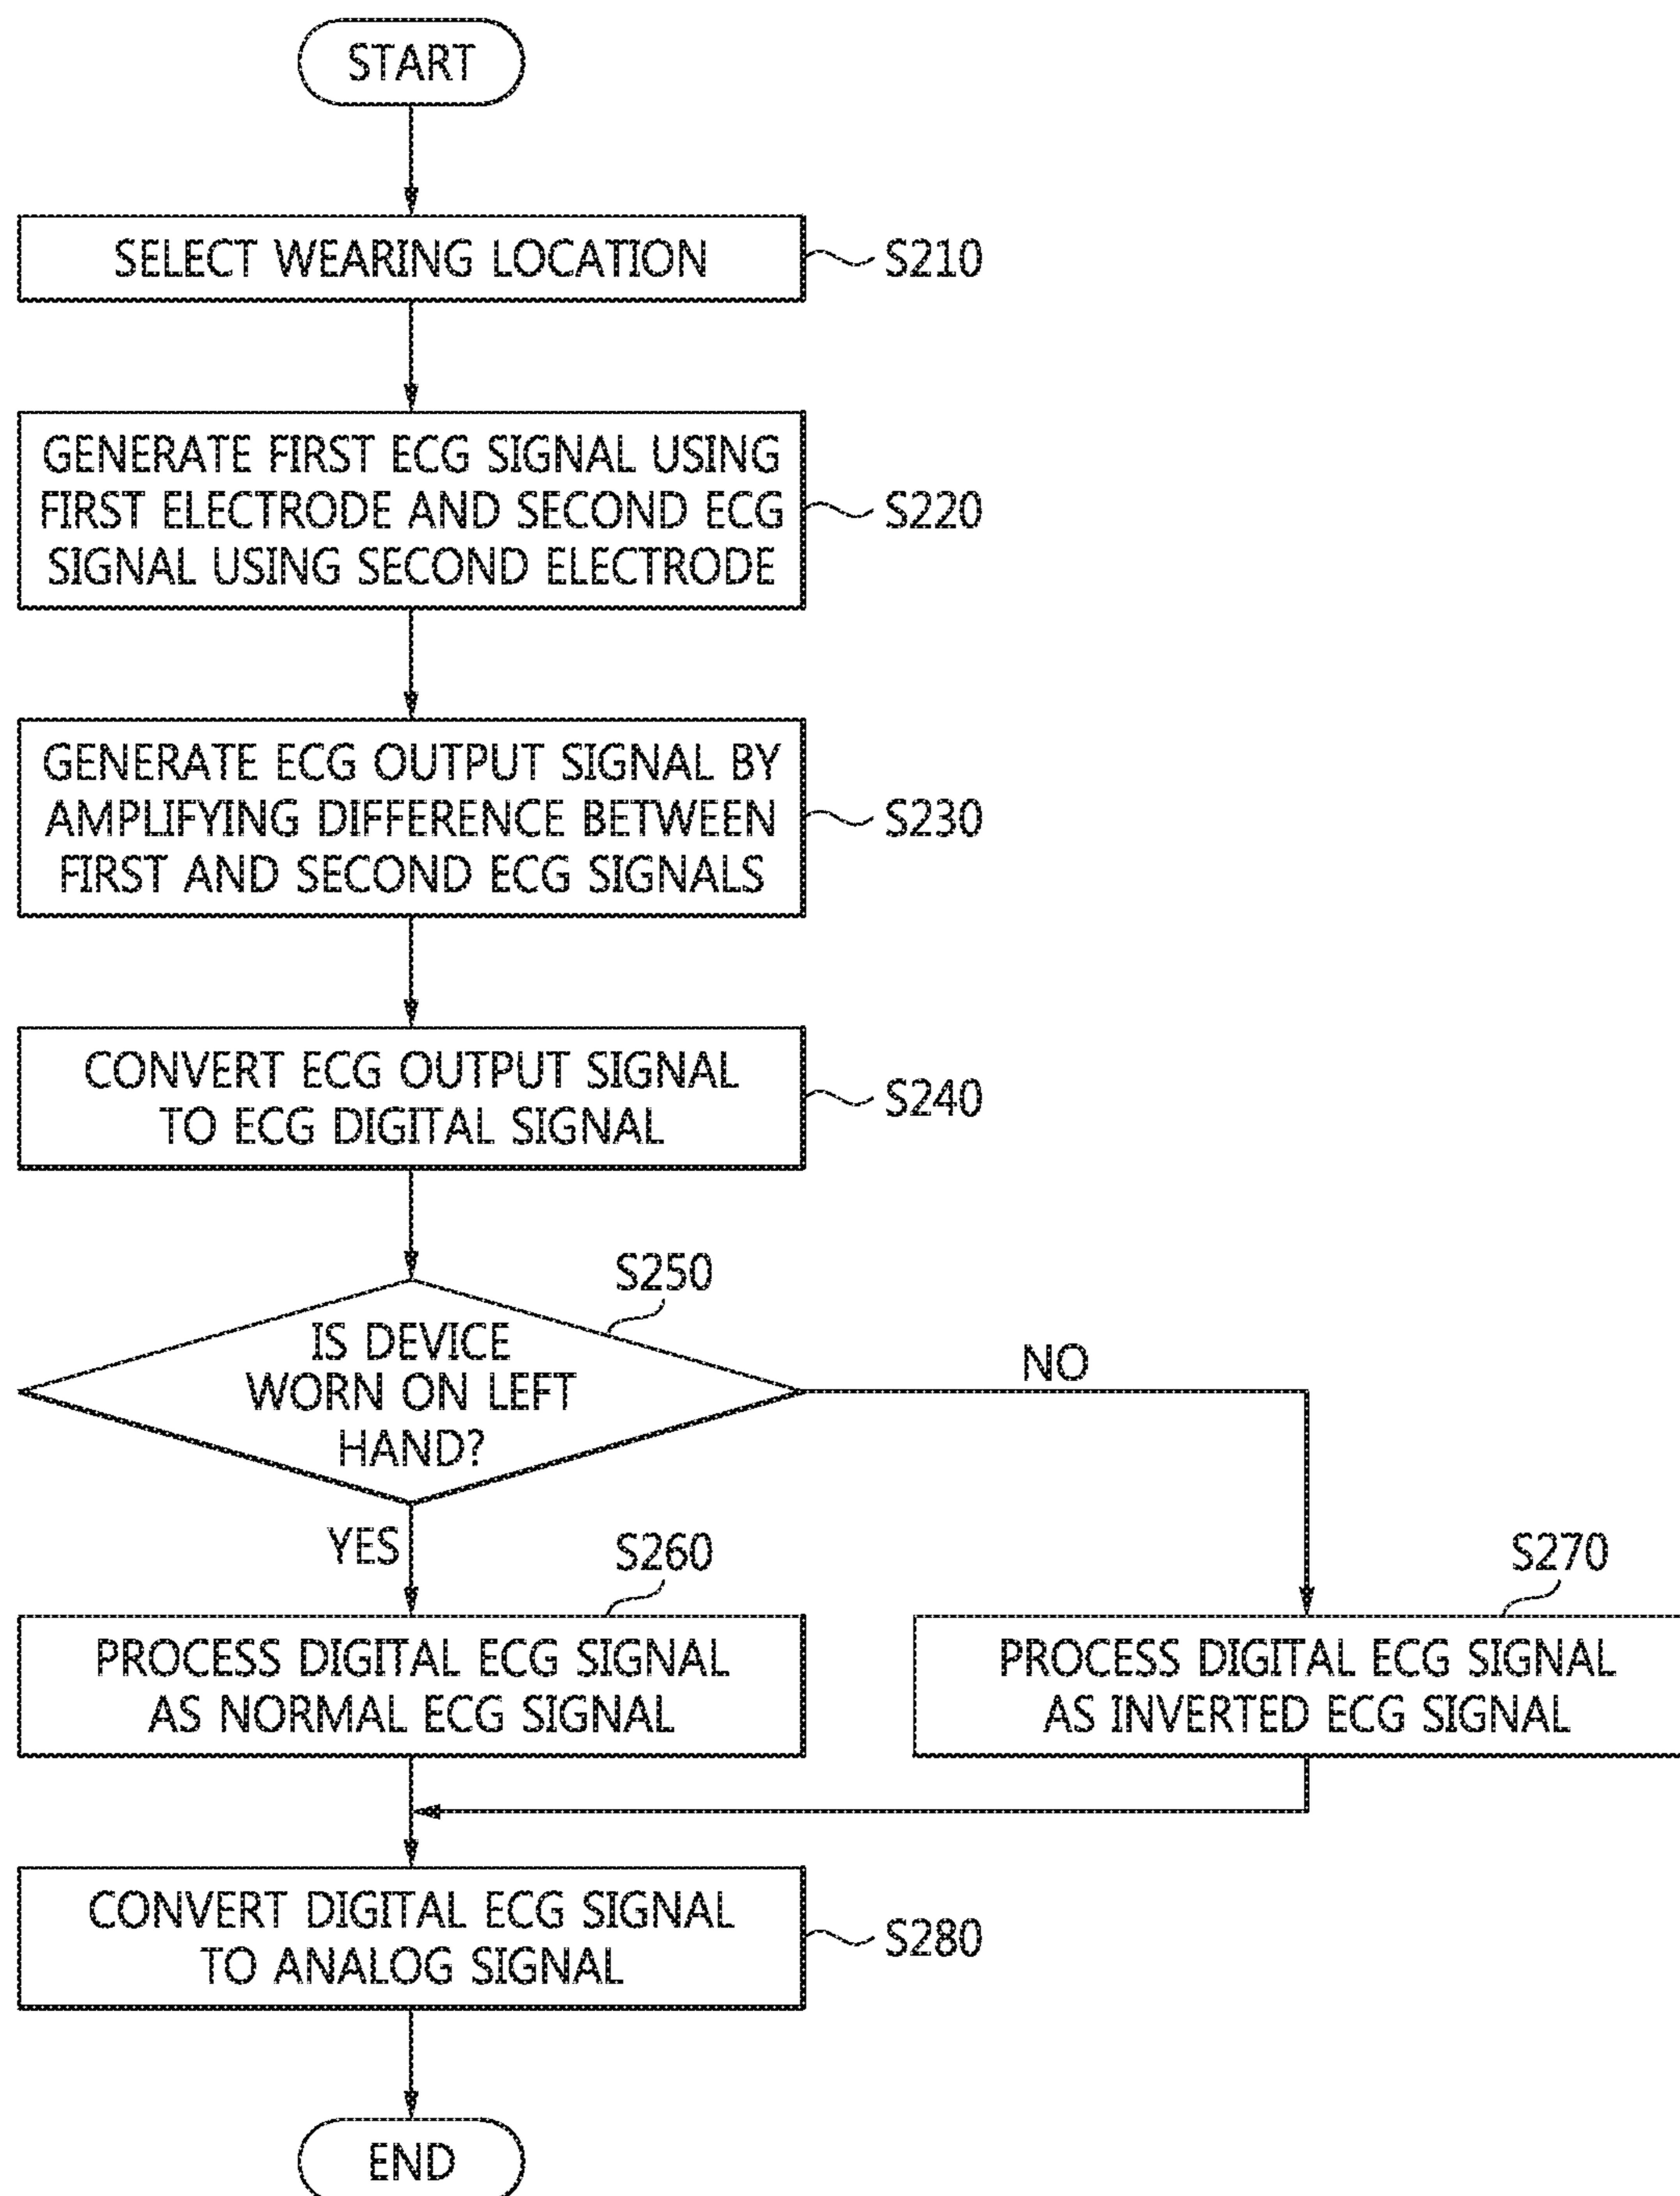 START
SELECT WEARING LOCATION
S210
GENERATE FIRST ECG SIGNAL USING
FIRST ELECTRODE AND SECOND ECG
SIGNAL USING SECOND ELECTRODE
S220
GENERATE ECG OUTPUT SIGNAL BY
AMPLIFYING DIFFERENCE BETWEEN
FIRST AND SECOND ECG SIGNALS
S230
CONVERT ECG OUTPUT SIGNAL
TO ECG DIGITAL SIGNAL
S240
S250
IS DEVICE
WORN ON LEFT
HAND?
NO
YES
S260
PROCESS DIGITAL ECG SIGNAL
AS NORMAL ECG SIGNAL
S270
PROCESS DIGITAL ECG SIGNAL
AS INVERTED ECG SIGNAL
CONVERT DIGITAL ECG SIGNAL
TO ANALOG SIGNAL
S280
END